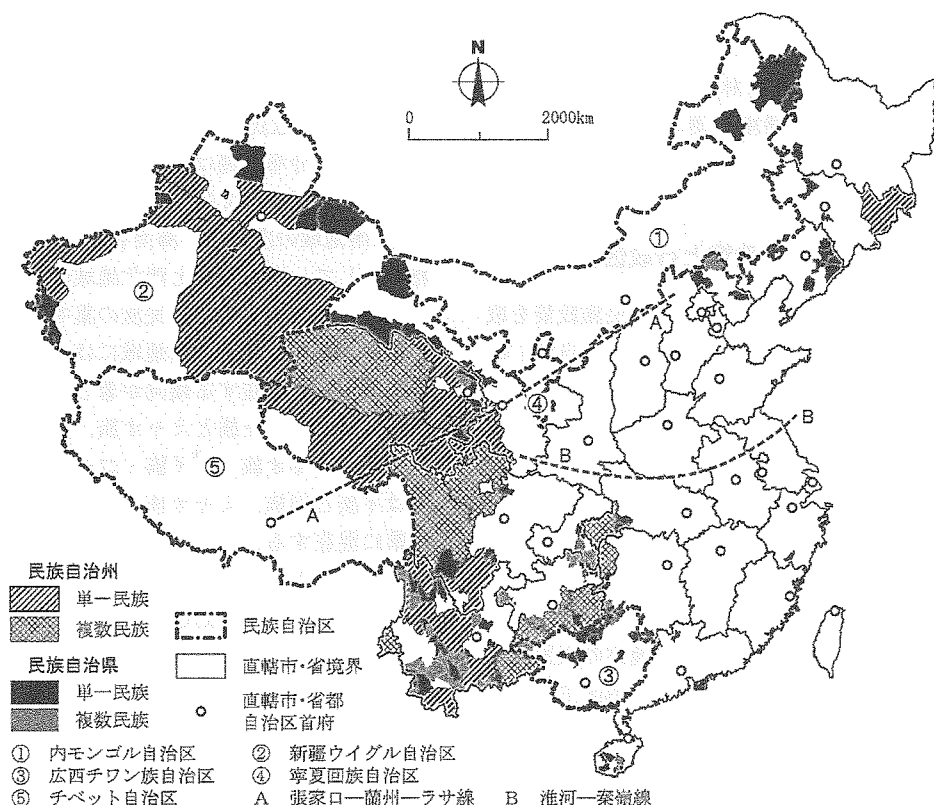 N
0 2000km
①
②
A
B
④
B
⑤
A
③
民族自治州
単一民族
複数民族
民族自治県
単一民族
複数民族
民族自治区
直轄市・省境界
直轄市・省都
自治区首府
① 内モンゴル自治区 ② 新疆ウイグル自治区
③ 広西チワン族自治区 ④ 寧夏回族自治区
⑤ チベット自治区 A 張家口—蘭州—ラサ線 B 淮河—秦嶺線